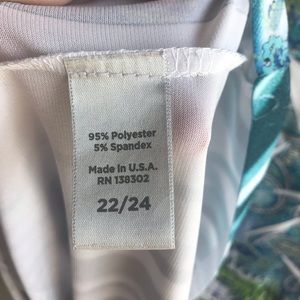 95% Polyester
5% Spandex
Made in U.S.A.
RN 138302
22/24